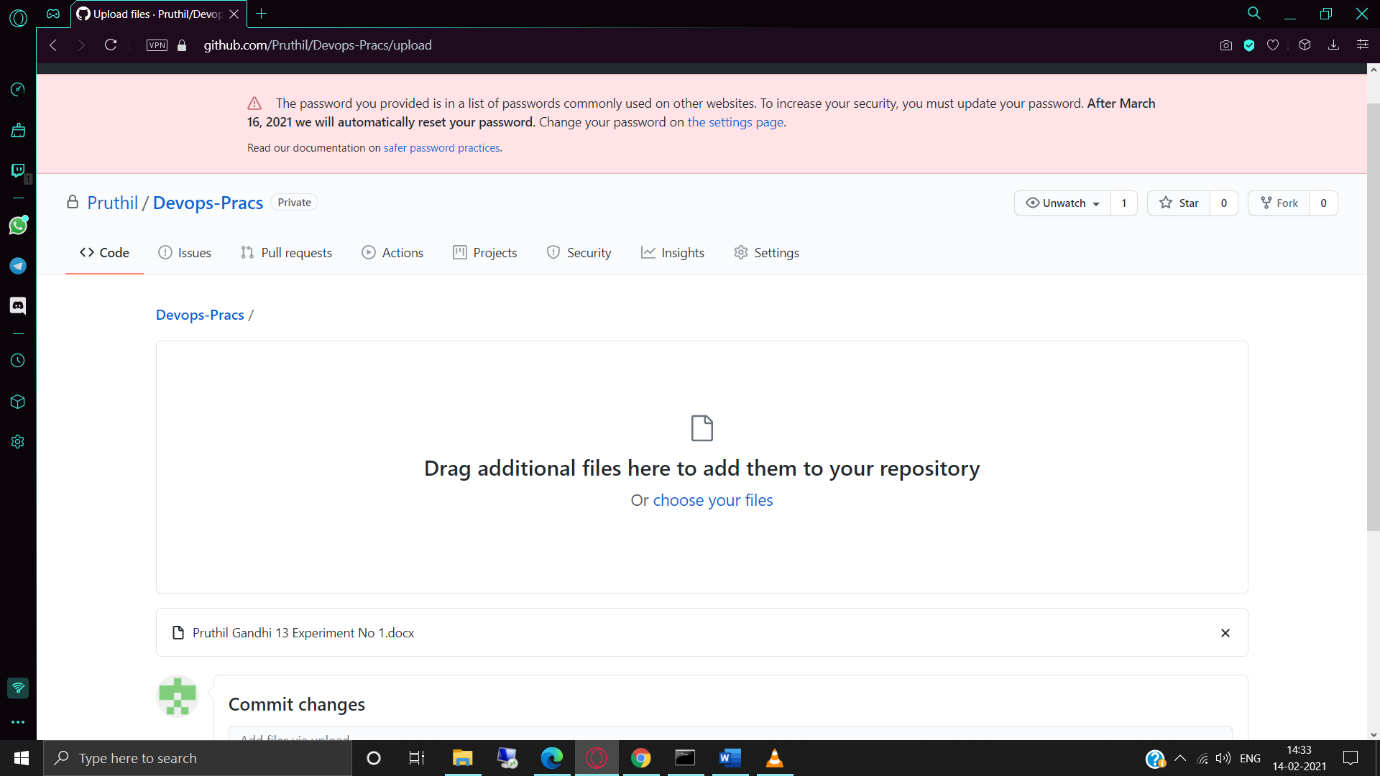 Upload files · Pruthil/Devop
VPN
github.com/Pruthil/Devops-Pracs/upload
The password you provided is in a list of passwords commonly used on other websites. To increase your security, you must update your password. After March
16, 2021 we will automatically reset your password. Change your password on the settings page.
Read our documentation on safer password practices.
Pruthil / Devops-Pracs Private
Unwatch 1 Star 0 Fork 0
Code Issues Pull requests Actions Projects Security Insights Settings
Devops-Pracs /
Drag additional files here to add them to your repository
Or choose your files
Pruthil Gandhi 13 Experiment No 1.docx
Commit changes
Add files via upload
Type here to search
ENG
14:33
14-02-2021